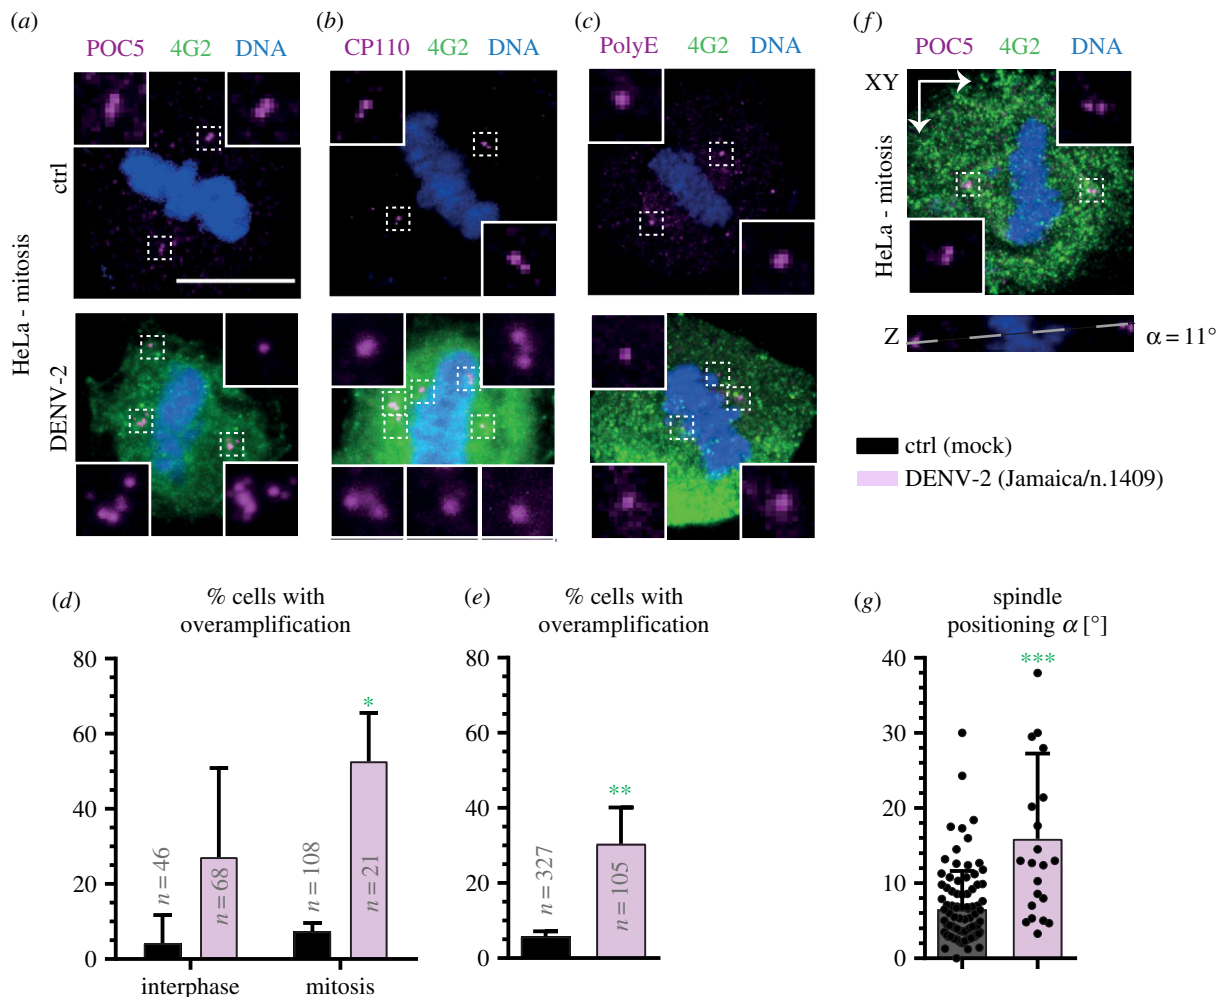 (a)
POC5 4G2 DNA
(b)
CP110 4G2 DNA
(c)
PolyE 4G2 DNA
(f)
POC5 4G2 DNA
HeLa - mitosis
ctrl
DENV-2
HeLa - mitosis
XY
Z
α = 11°
ctrl (mock)
DENV-2 (Jamaica/n.1409)
(d)
% cells with
overamplification
80
60
40
20
0
n = 46
n = 68
n = 108
*
n = 21
interphase
mitosis
(e)
% cells with
overamplification
80
60
40
20
0
n = 327
**
n = 105
(g)
spindle
positioning α [°]
40
30
20
10
0
***